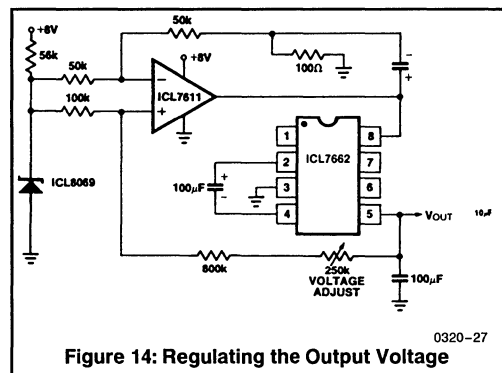 +8V
50k
56k
+8V
50k
100Ω
−
+
−
ICL7611
+
100k
ICL8069
ICL7662
1
8
2
7
3
6
4
5
100µF
+
−
VOUT
10µF
800k
250k
VOLTAGE
ADJUST
100µF
0320–27
Figure 14: Regulating the Output Voltage